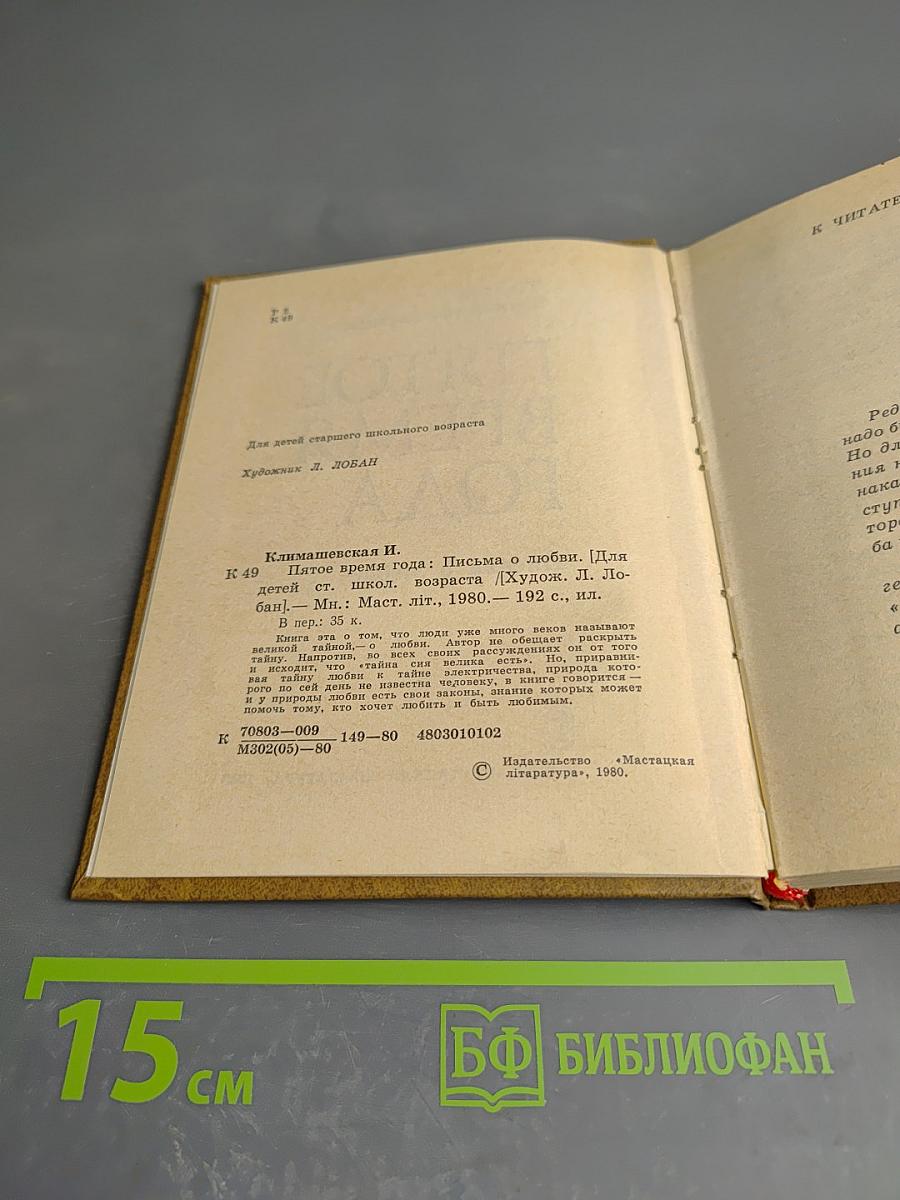 Р 2
К 49
Для детей старшего школьного возраста
Художник Л. ЛОБАН
Климашевская И.
К 49 Пятое время года: Письма о любви. [Для
детей ст. школ. возраста /[Худож. Л. Ло-
бан].— Мн.: Маст. літ., 1980.— 192 с., ил.
В пер.: 35 к.
Книга эта о том, что люди уже много веков называют
великой тайной,— о любви. Автор не обещает раскрыть
тайну. Напротив, во всех своих рассуждениях он от того
и исходит, что «тайна сия велика есть». Но, приравни-
вая тайну любви к тайне электричества, природа кото-
рого по сей день не известна человеку, в книге говорится —
и у природы любви есть свои законы, знание которых может
помочь тому, кто хочет любить и быть любимым.
К 70803—009
М302(05)—80 149—80 4803010102
© Издательство «Мастацкая
літаратура», 1980.
К ЧИТАТЕ
Ред
надо б
Но дл
ния н
нака
ступ
торо
ба
ге
«
15 см
БФ БИБЛИОФАН